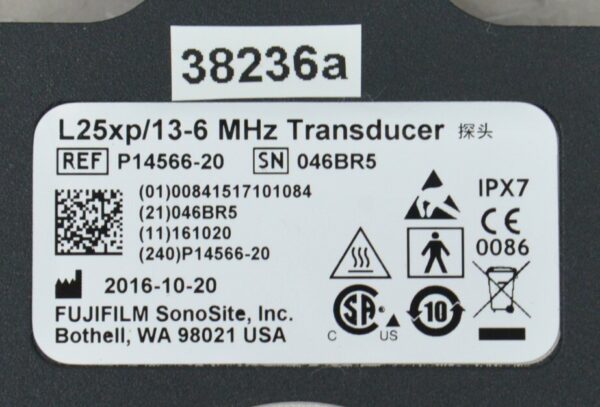 38236a
L25xp/13-6 MHz Transducer 探头
REF P14566-20 SN 046BR5
(01)00841517101084
(21)046BR5
(11)161020
(240)P14566-20
2016-10-20
FUJIFILM SonoSite, Inc.
Bothell, WA 98021 USA
IPX7
CE
0086
C SA US
10